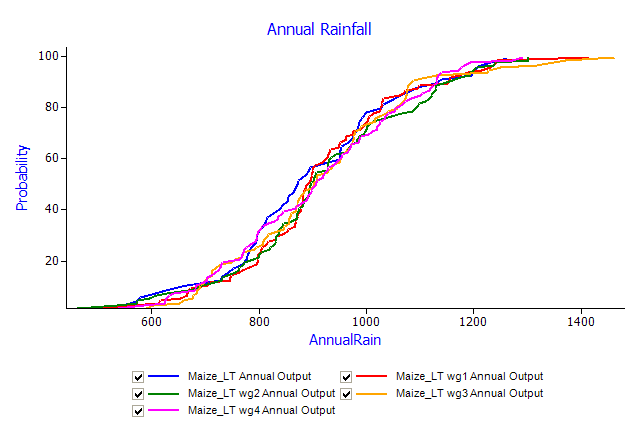 Annual Rainfall
100
80
60
40
20
Probability
600 800 1000 1200 1400
AnnualRain
Maize_LT Annual Output Maize_LT wg1 Annual Output
Maize_LT wg2 Annual Output Maize_LT wg3 Annual Output
Maize_LT wg4 Annual Output